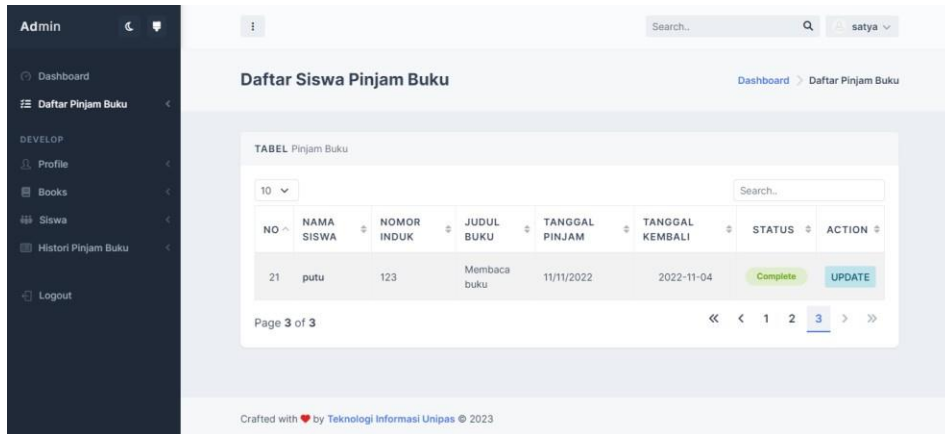 Admin
Search..
satya
Dashboard
Daftar Pinjam Buku
DEVELOP
Profile
Books
Siswa
Histori Pinjam Buku
Logout
Daftar Siswa Pinjam Buku
Dashboard > Daftar Pinjam Buku
TABEL Pinjam Buku
10
Search..
NO NAMA SISWA NOMOR INDUK JUDUL BUKU TANGGAL PINJAM TANGGAL KEMBALI STATUS ACTION
21 putu 123 Membaca buku 11/11/2022 2022-11-04 Complete UPDATE
Page 3 of 3
« < 1 2 3 > »
Crafted with ❤ by Teknologi Informasi Unipas © 2023